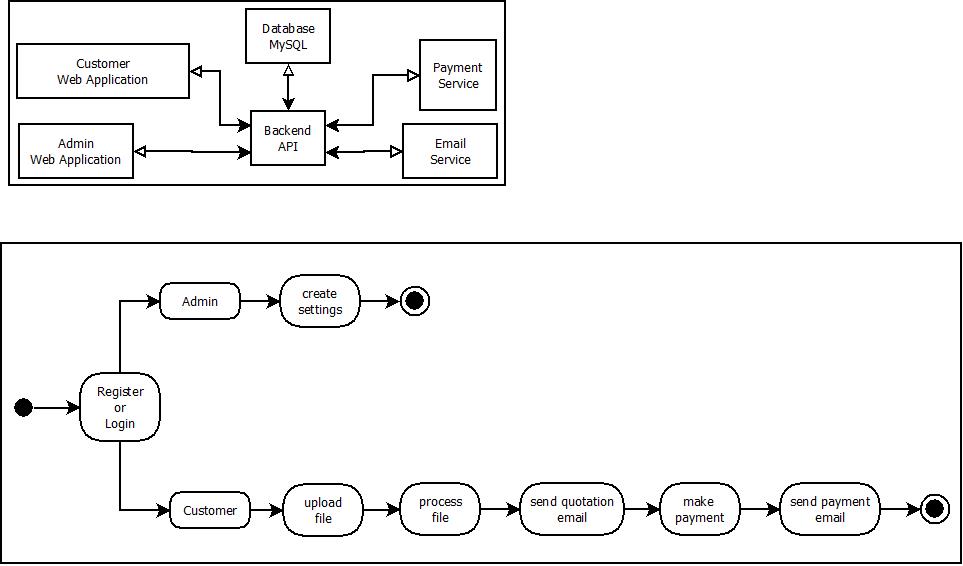 Database
MySQL
Customer
Web Application
Payment
Service
Backend
API
Admin
Web Application
Email
Service
Admin
create
settings
Register
or
Login
Customer
upload
file
process
file
send quotation
email
make
payment
send payment
email